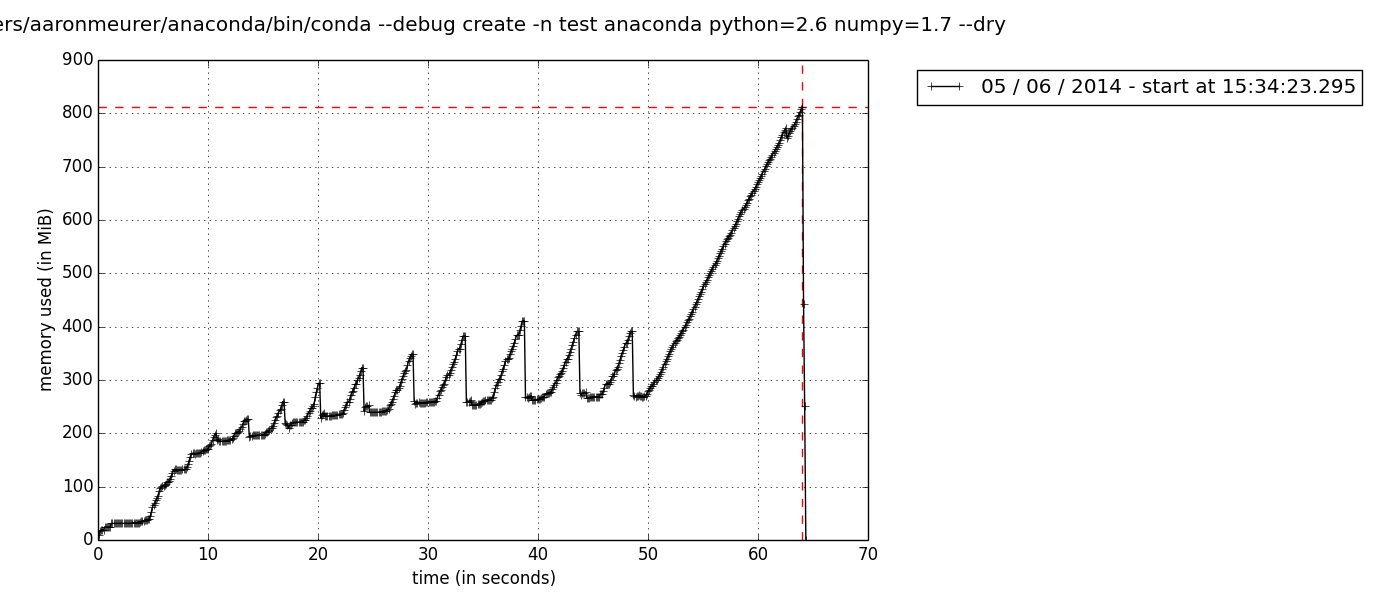 ers/aaronmeurer/anaconda/bin/conda --debug create -n test anaconda python=2.6 numpy=1.7 --dry
05 / 06 / 2014 - start at 15:34:23.295
memory used (in MiB)
900
800
700
600
500
400
300
200
100
0
0 10 20 30 40 50 60 70
time (in seconds)